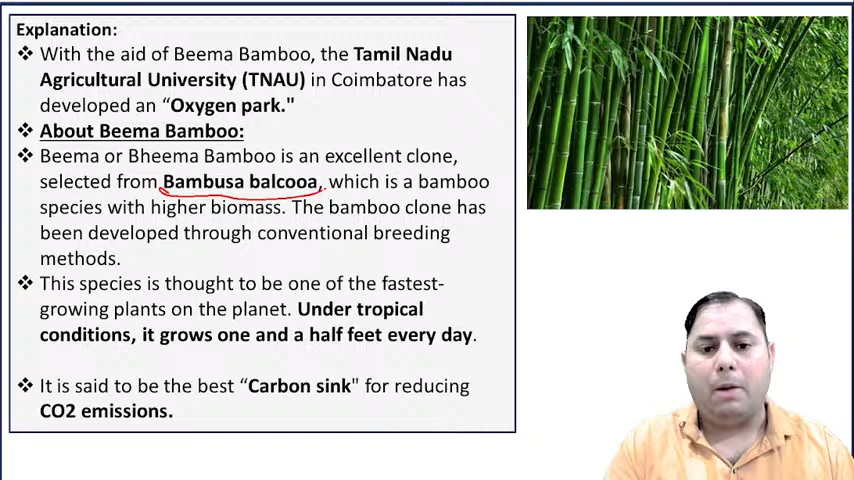 Explanation:
❖ With the aid of Beema Bamboo, the Tamil Nadu
Agricultural University (TNAU) in Coimbatore has
developed an “Oxygen park."
❖ About Beema Bamboo:
❖ Beema or Bheema Bamboo is an excellent clone,
selected from Bambusa balcooa, which is a bamboo
species with higher biomass. The bamboo clone has
been developed through conventional breeding
methods.
❖ This species is thought to be one of the fastest-
growing plants on the planet. Under tropical
conditions, it grows one and a half feet every day.
❖ It is said to be the best “Carbon sink" for reducing
CO2 emissions.